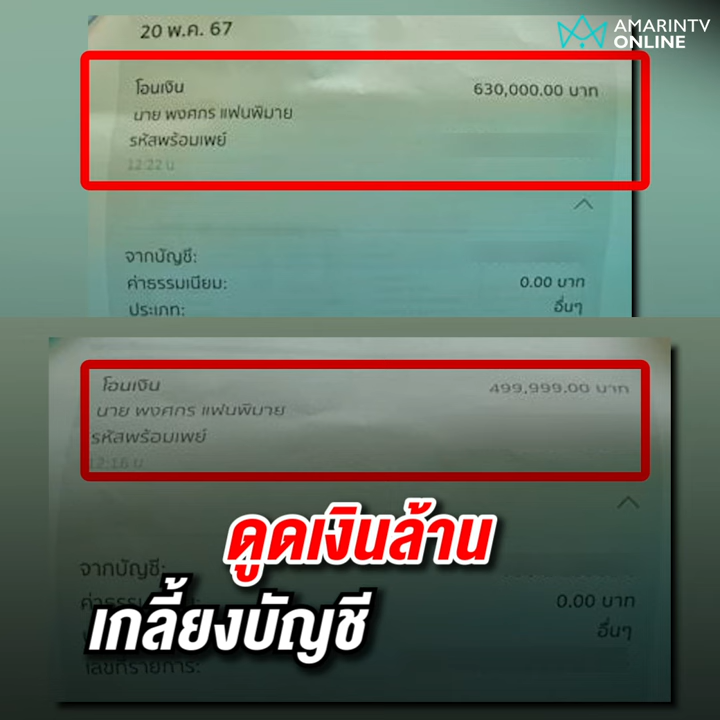 AMARINTV
ONLINE
20 พ.ค. 67
โอนเงิน 630,000.00 บาท
นาย พงศกร แฟนพิมาย
รหัสพร้อมเพย์
12:22 น
จากบัญชี:
ค่าธรรมเนียม: 0.00 บาท
ประเภท: อื่นๆ
โอนเงิน 499,999.00 บาท
นาย พงศกร แฟนพิมาย
รหัสพร้อมเพย์
12:16 น
ดูดเงินล้าน
จากบัญชี:
0.00 บาท
เกลี้ยงบัญชี
อื่นๆ
เลขที่รายการ: